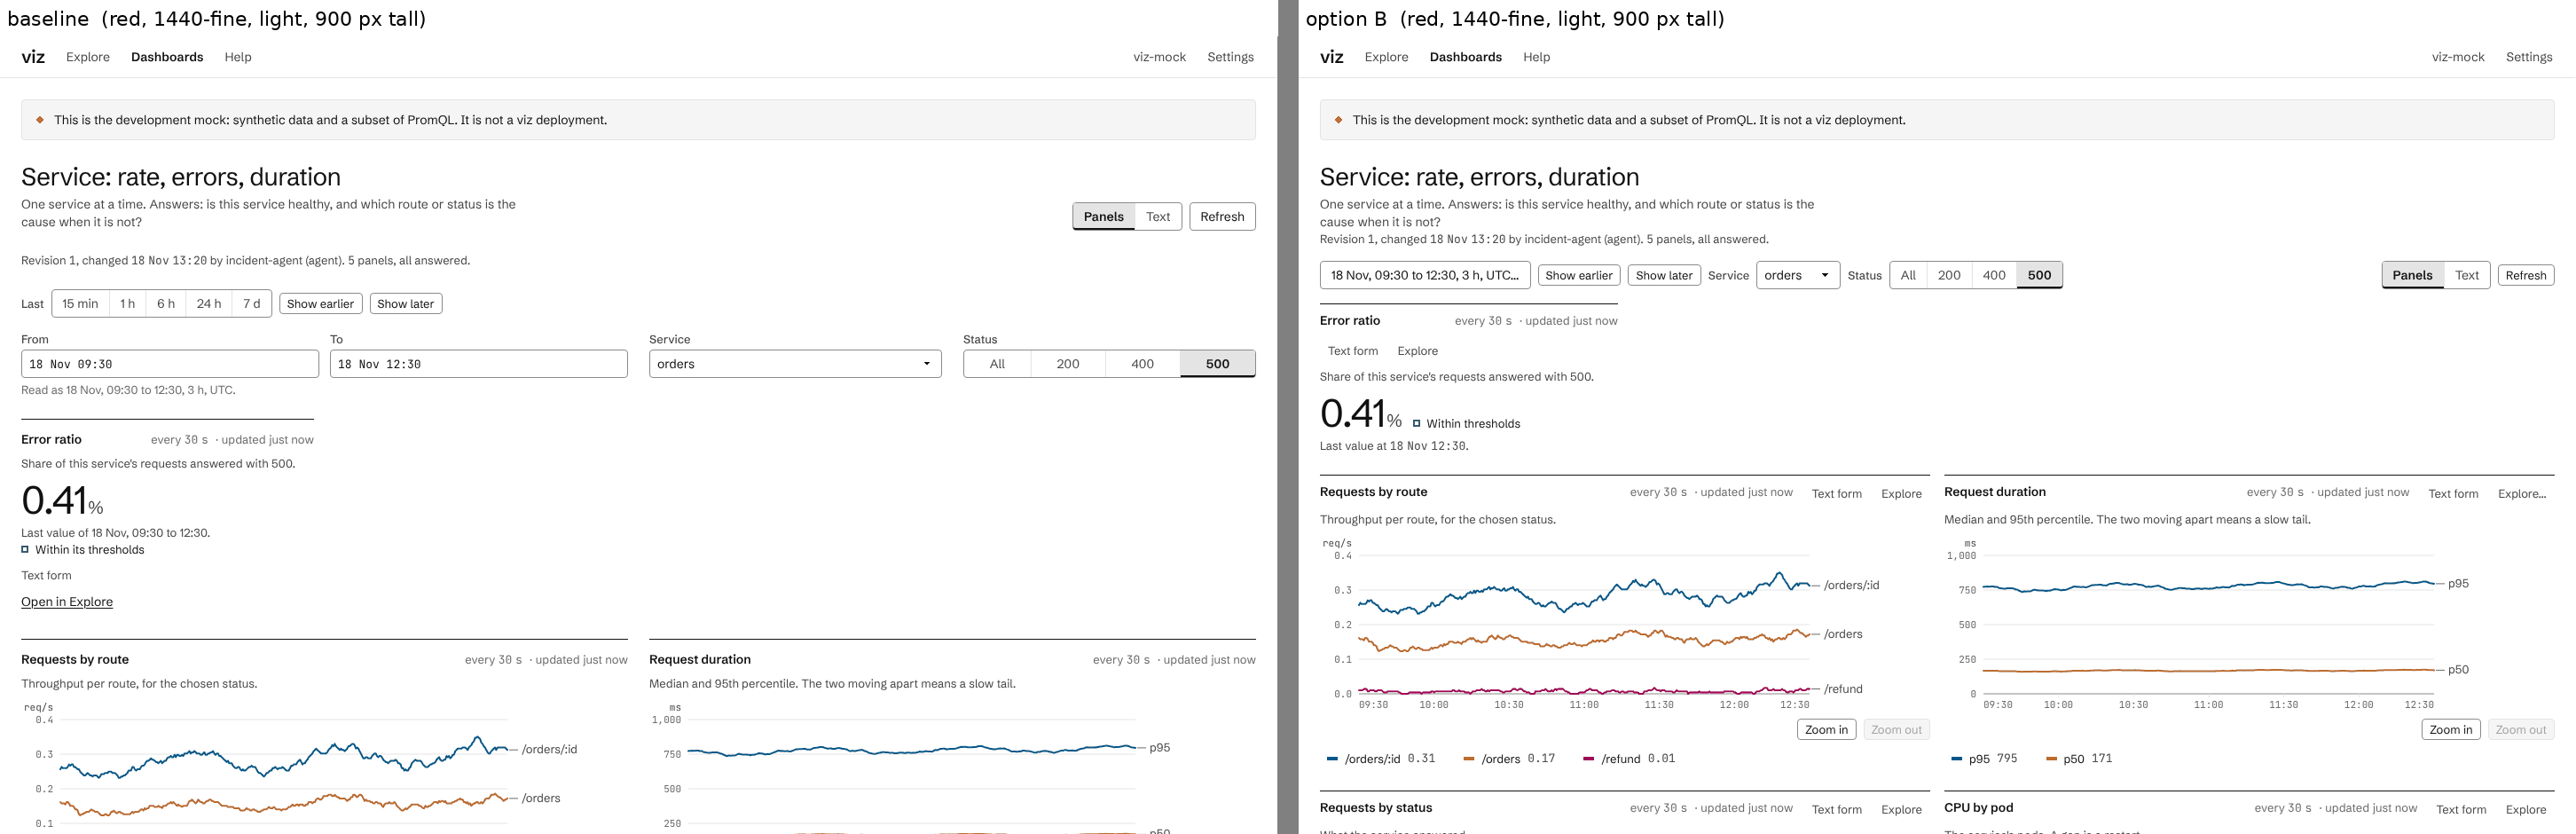 baseline (red, 1440-fine, light, 900 px tall)
viz Explore Dashboards Help viz-mock Settings
This is the development mock: synthetic data and a subset of PromQL. It is not a viz deployment.
Service: rate, errors, duration
One service at a time. Answers: is this service healthy, and which route or status is the
cause when it is not?
Panels Text Refresh
Revision 1, changed 18 Nov 13:20 by incident-agent (agent). 5 panels, all answered.
Last 15 min 1 h 6 h 24 h 7 d Show earlier Show later
From To Service Status
18 Nov 09:30 18 Nov 12:30 orders All 200 400 500
Read as 18 Nov, 09:30 to 12:30, 3 h, UTC.
Error ratio every 30 s · updated just now
Share of this service's requests answered with 500.
0.41%
Last value of 18 Nov, 09:30 to 12:30.
Within its thresholds
Text form
Open in Explore
Requests by route every 30 s · updated just now
Throughput per route, for the chosen status.
req/s
0.4
0.3 /orders/:id
0.2 /orders
0.1
Request duration every 30 s · updated just now
Median and 95th percentile. The two moving apart means a slow tail.
ms
1,000
750 p95
500
250 p50
option B (red, 1440-fine, light, 900 px tall)
viz Explore Dashboards Help viz-mock Settings
This is the development mock: synthetic data and a subset of PromQL. It is not a viz deployment.
Service: rate, errors, duration
One service at a time. Answers: is this service healthy, and which route or status is the
cause when it is not?
Revision 1, changed 18 Nov 13:20 by incident-agent (agent). 5 panels, all answered.
18 Nov, 09:30 to 12:30, 3 h, UTC... Show earlier Show later Service orders Status All 200 400 500 Panels Text Refresh
Error ratio every 30 s · updated just now
Text form Explore
Share of this service's requests answered with 500.
0.41% Within thresholds
Last value at 18 Nov 12:30.
Requests by route every 30 s · updated just now Text form Explore
Throughput per route, for the chosen status.
req/s
0.4
0.3 /orders/:id
0.2 /orders
0.1
0.0 /refund
09:30 10:00 10:30 11:00 11:30 12:00 12:30
Zoom in Zoom out
/orders/:id 0.31 /orders 0.17 /refund 0.01
Request duration every 30 s · updated just now Text form Explore...
Median and 95th percentile. The two moving apart means a slow tail.
ms
1,000
750 p95
500
250 p50
0
09:30 10:00 10:30 11:00 11:30 12:00 12:30
Zoom in Zoom out
p95 795 p50 171
Requests by status every 30 s · updated just now Text form Explore
What the service answered
CPU by pod every 30 s · updated just now Text form Explore
The service's pods. A gap is a restart.